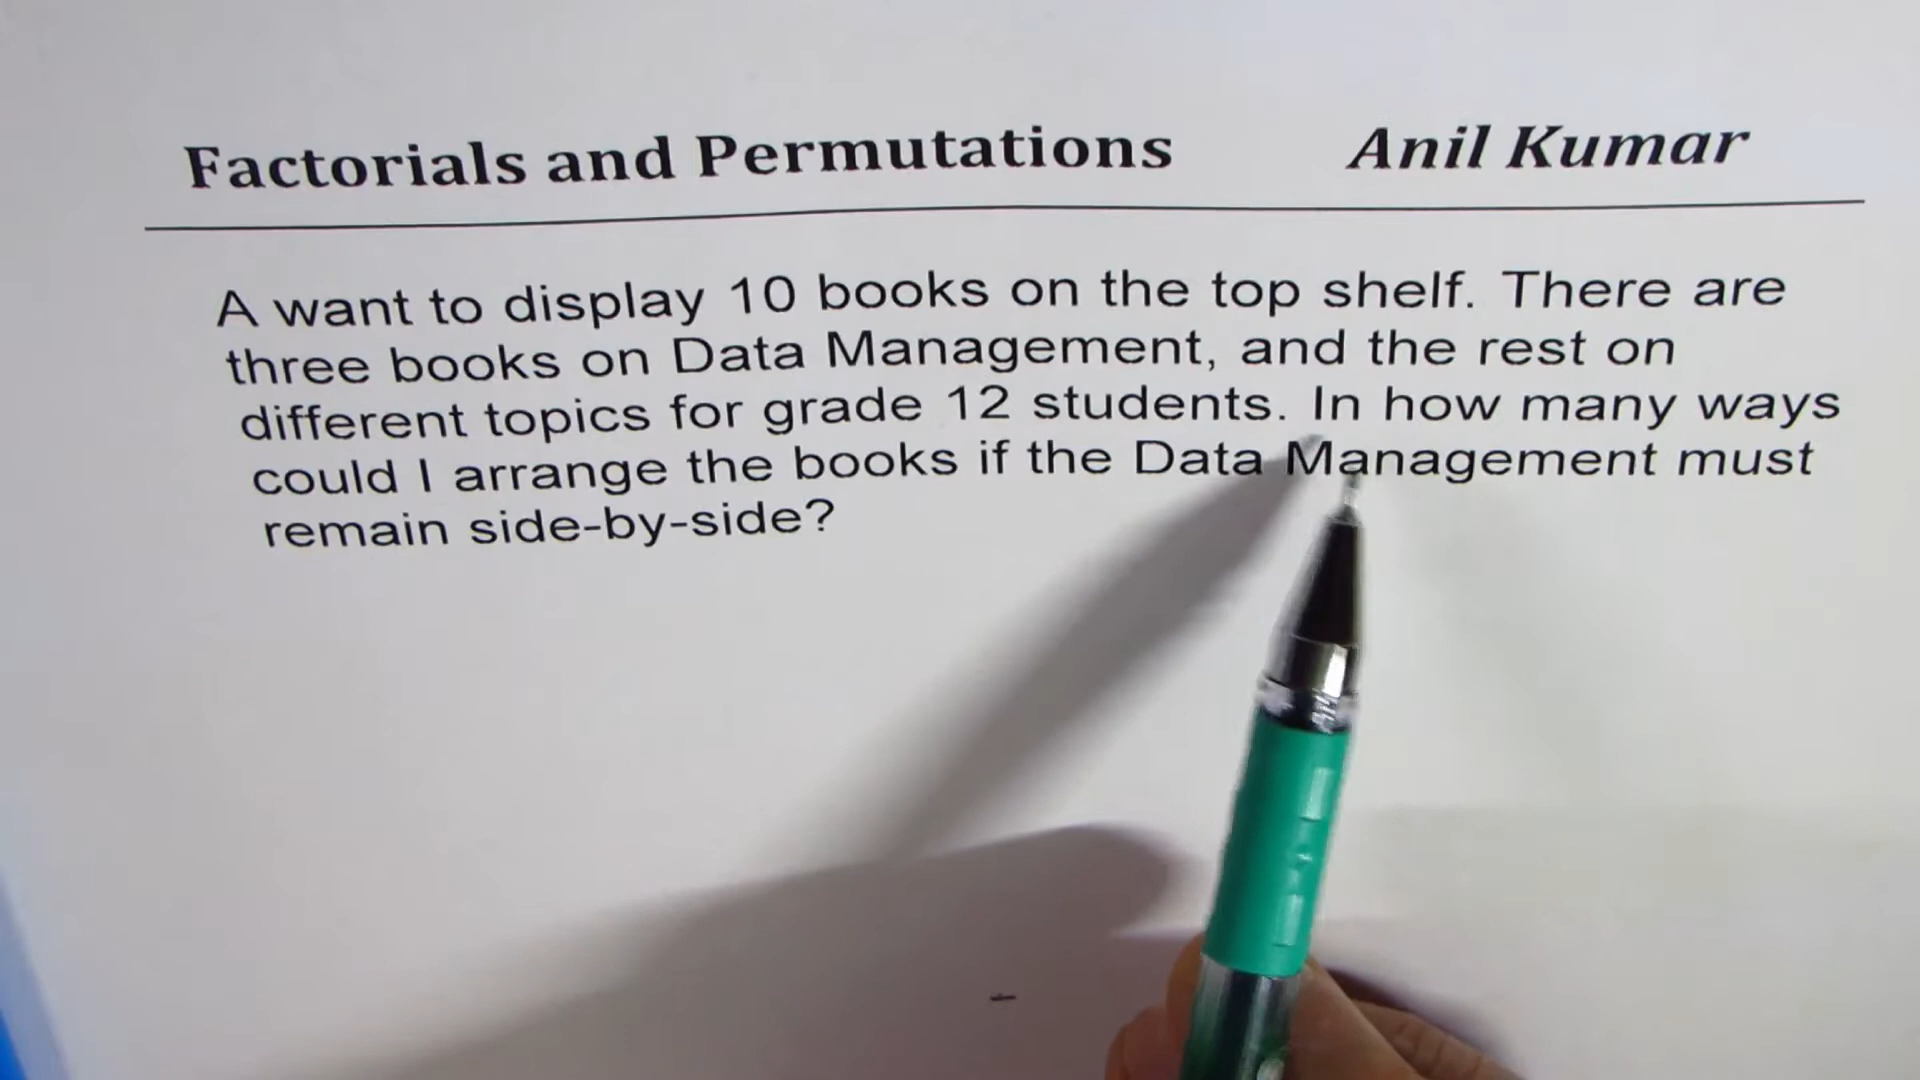 Factorials and Permutations Anil Kumar
A want to display 10 books on the top shelf. There are
three books on Data Management, and the rest on
different topics for grade 12 students. In how many ways
could I arrange the books if the Data Management must
remain side-by-side?